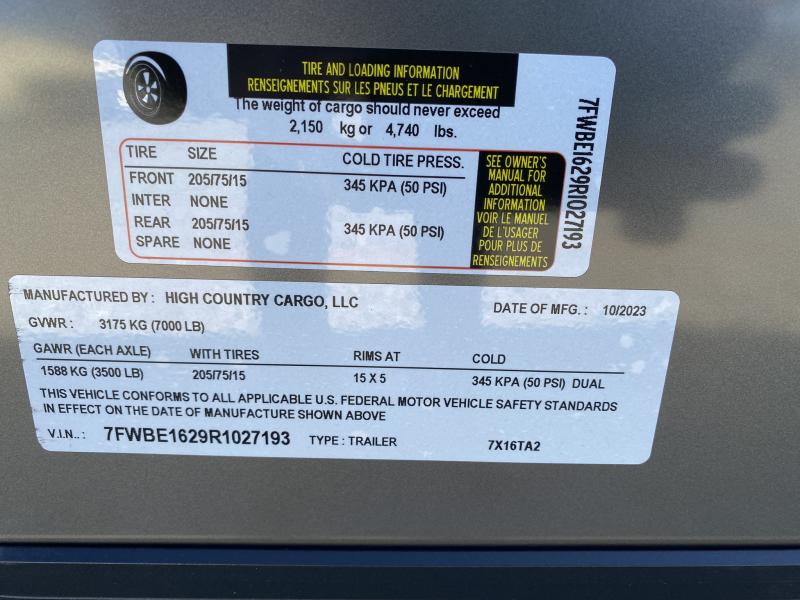 TIRE AND LOADING INFORMATION
RENSEIGNEMENTS SUR LES PNEUS ET LE CHARGEMENT
The weight of cargo should never exceed
2,150 kg or 4,740 lbs.
TIRE SIZE COLD TIRE PRESS.
FRONT 205/75/15 345 KPA (50 PSI)
INTER NONE
REAR 205/75/15 345 KPA (50 PSI)
SPARE NONE
SEE OWNER'S
MANUAL FOR
ADDITIONAL
INFORMATION
VOIR LE MANUEL
DE L'USAGER
POUR PLUS DE
RENSEIGNEMENTS
7FWBE1629R1027193
MANUFACTURED BY: HIGH COUNTRY CARGO, LLC DATE OF MFG.: 10/2023
GVWR: 3175 KG (7000 LB)
GAWR (EACH AXLE) WITH TIRES RIMS AT COLD
1588 KG (3500 LB) 205/75/15 15 X 5 345 KPA (50 PSI) DUAL
THIS VEHICLE CONFORMS TO ALL APPLICABLE U.S. FEDERAL MOTOR VEHICLE SAFETY STANDARDS
IN EFFECT ON THE DATE OF MANUFACTURE SHOWN ABOVE
V.I.N..: 7FWBE1629R1027193 TYPE: TRAILER 7X16TA2